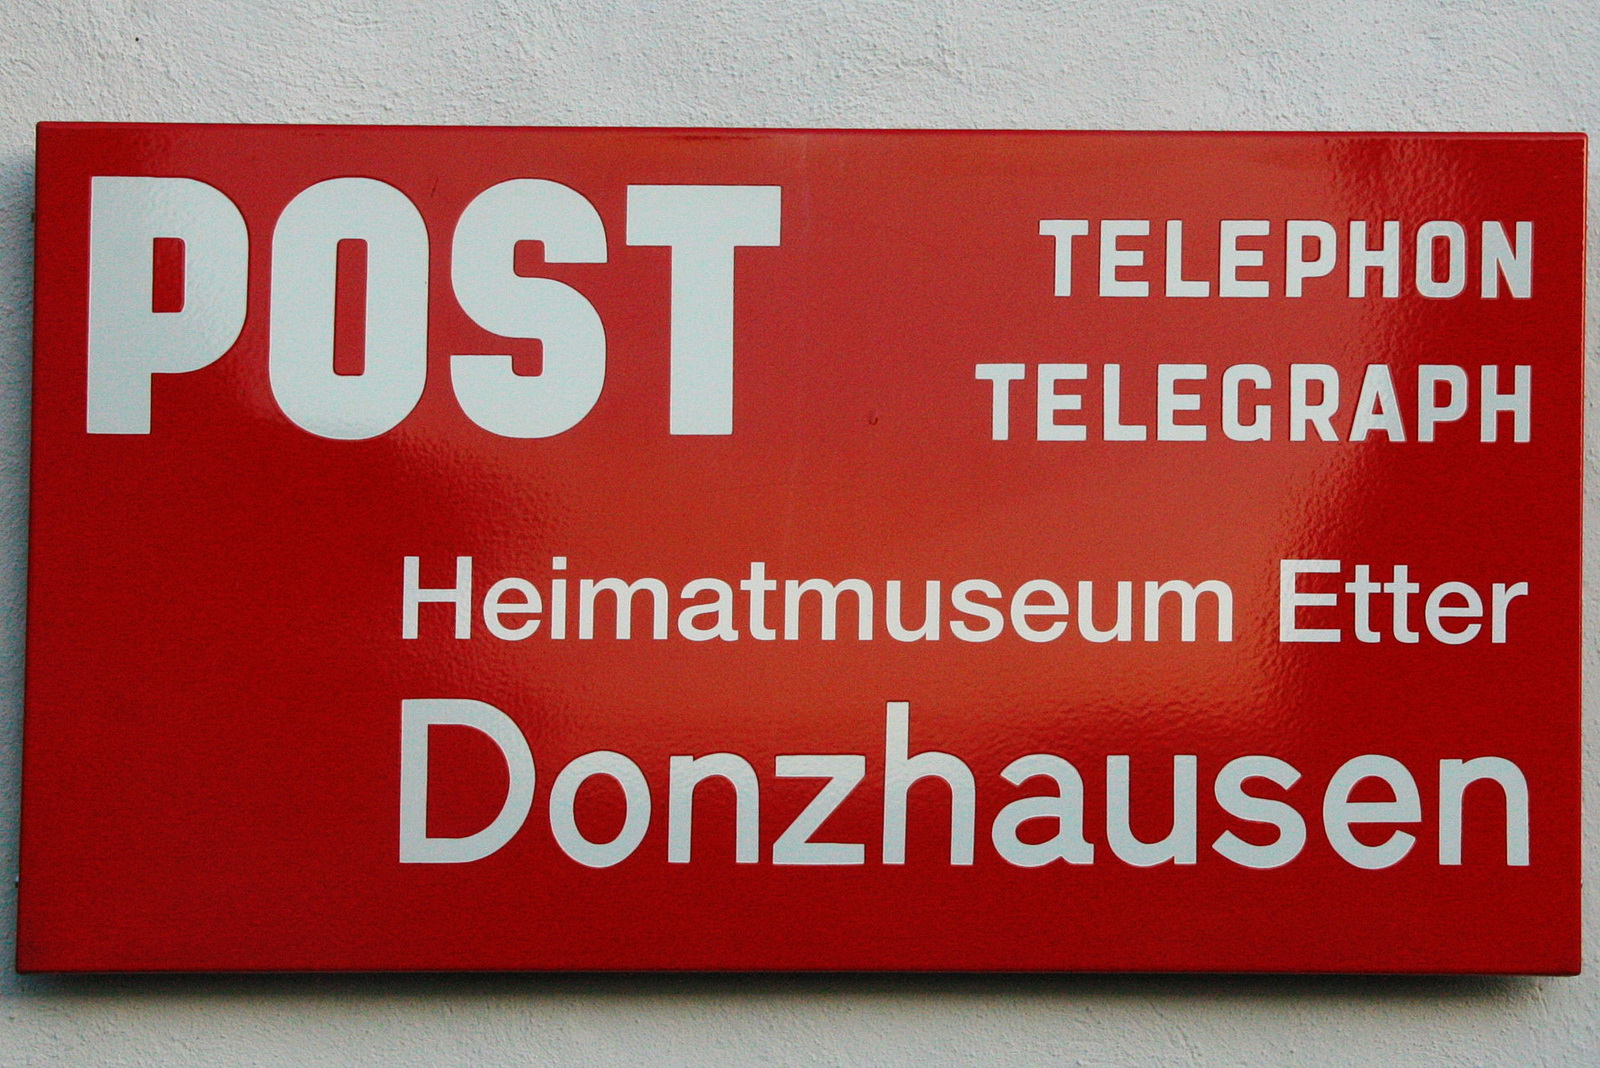 POST
TELEPHON
TELEGRAPH
Heimatmuseum Etter
Donzhausen